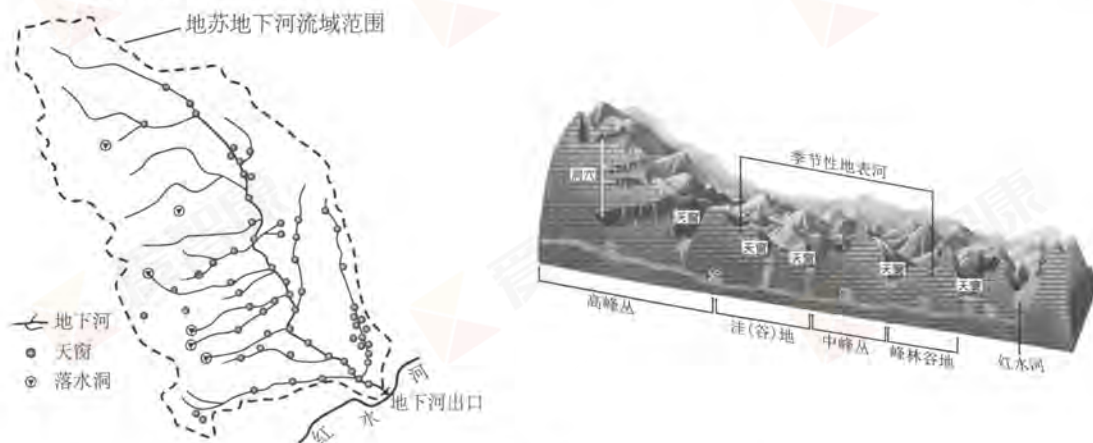 地苏地下河流域范围
地下河
天窗
落水洞
地下河出口
红水河
季节性地表河
洞穴
天窗
天窗
天窗
天窗
天窗
高峰丛
洼(谷)地
中峰丛
峰林谷地
红水河